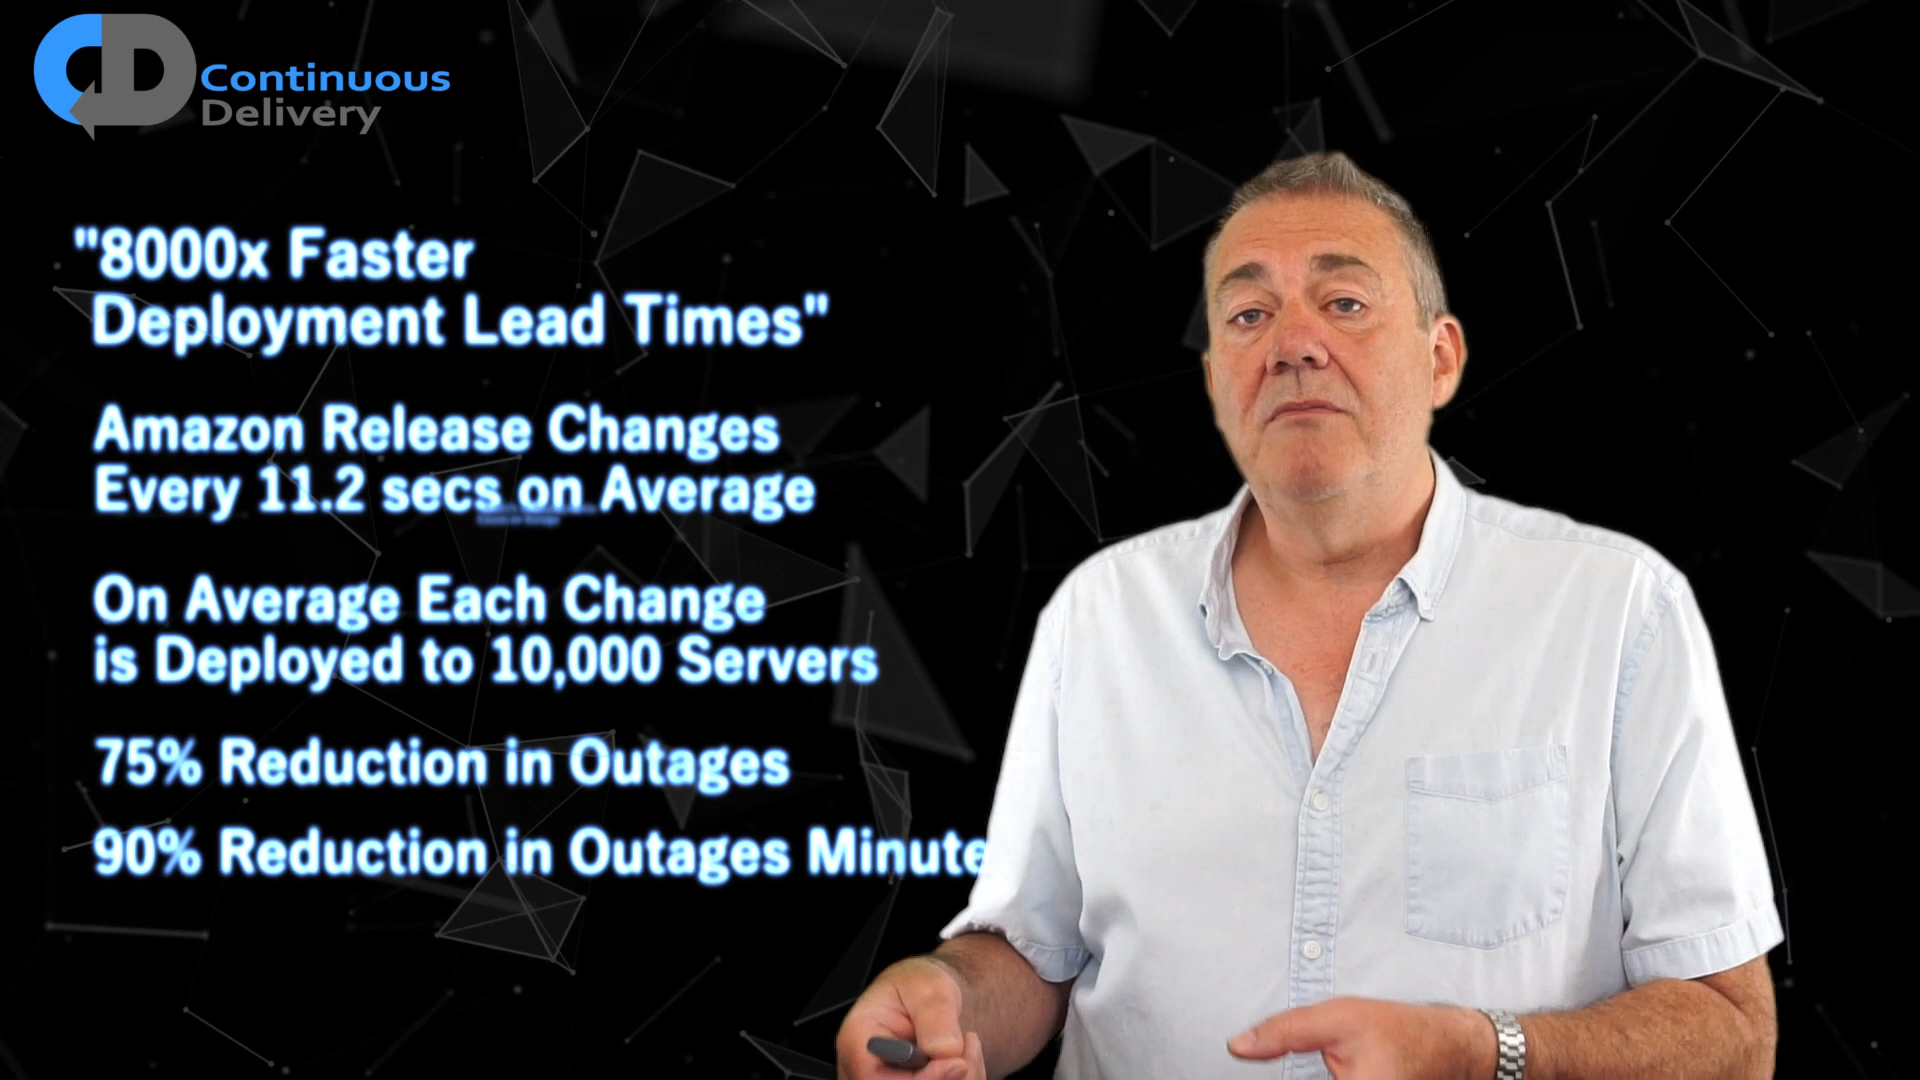 Continuous
Delivery
"8000x Faster
Deployment Lead Times"
Amazon Release Changes
Every 11.2 secs on Average
On Average Each Change
is Deployed to 10,000 Servers
75% Reduction in Outages
90% Reduction in Outages Minute